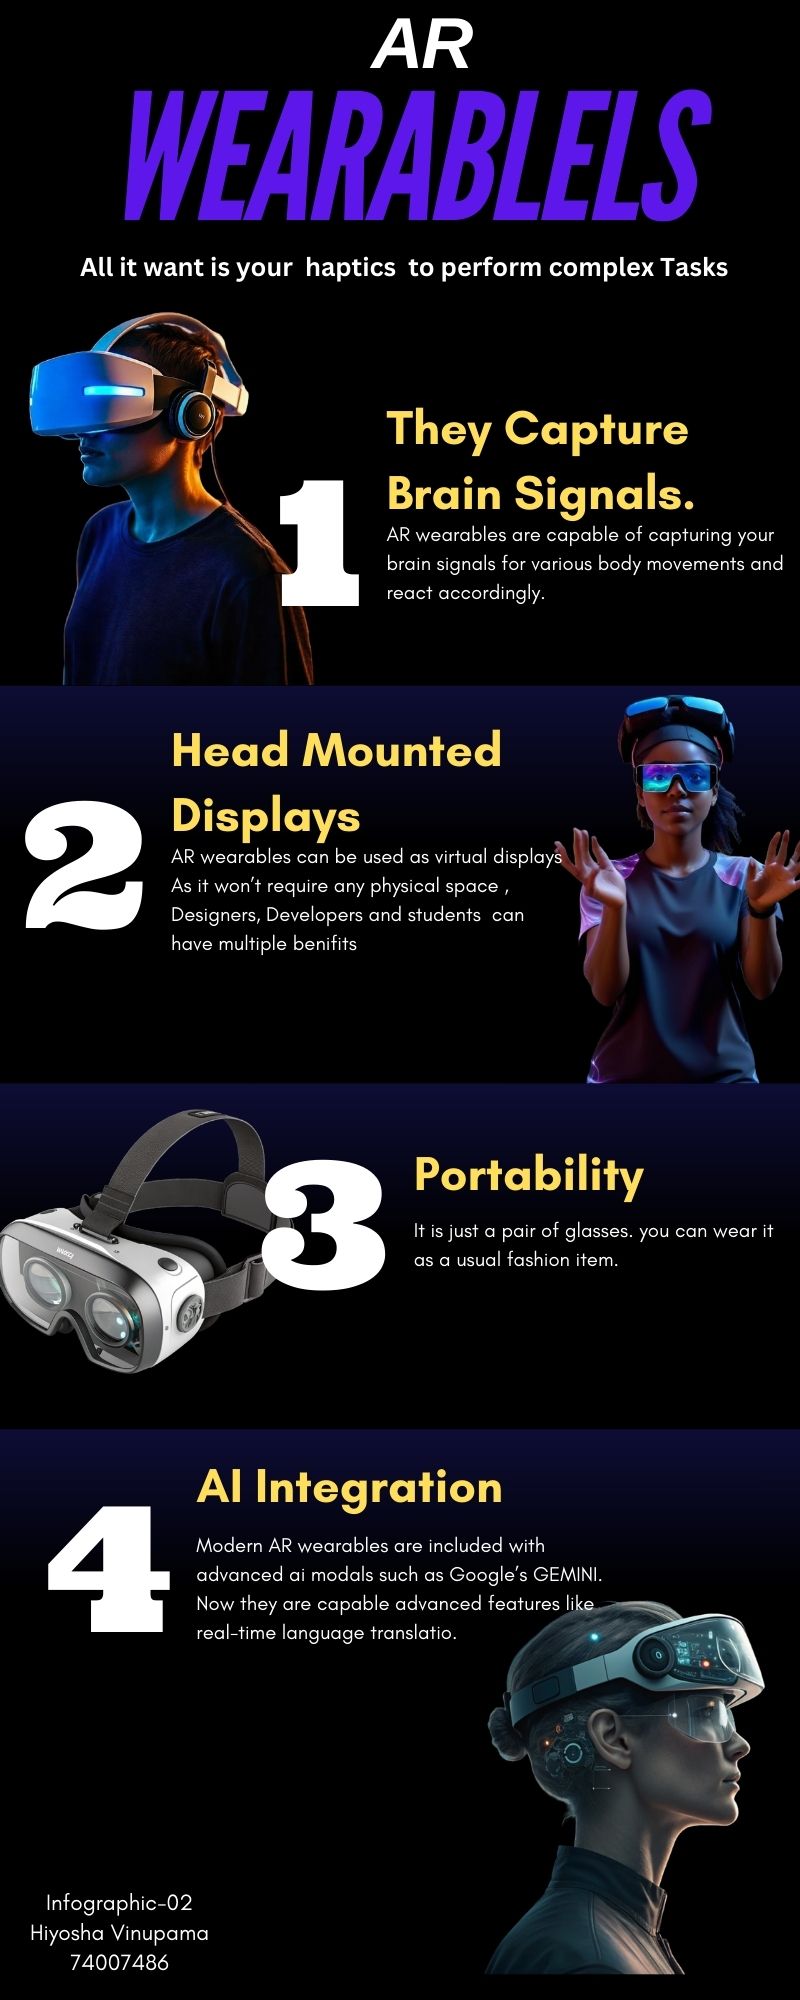 AR
WEARABLELS
All it want is your haptics to perform complex Tasks
They Capture
Brain Signals.
1
AR wearables are capable of capturing your
brain signals for various body movements and
react accordingly.
Head Mounted
Displays
2
AR wearables can be used as virtual displays
As it won't require any physical space ,
Designers, Developers and students can
have multiple benifits
3
Portability
It is just a pair of glasses. you can wear it
as a usual fashion item.
AI Integration
4
Modern AR wearables are included with
advanced ai modals such as Google's GEMINI.
Now they are capable advanced features like
real-time language translatio.
Infographic-02
Hiyosha Vinupama
74007486